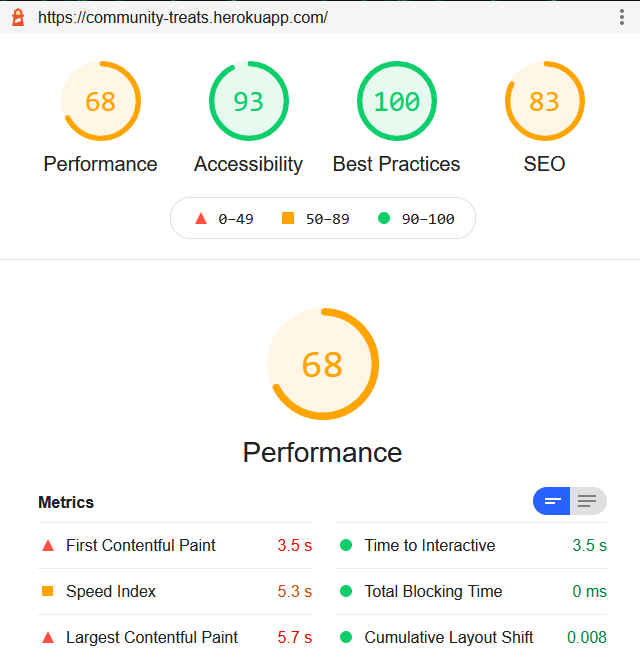 https://community-treats.herokuapp.com/
68 93 100 83
Performance Accessibility Best Practices SEO
0–49 50–89 90–100
68
Performance
Metrics
First Contentful Paint 3.5 s Time to Interactive 3.5 s
Speed Index 5.3 s Total Blocking Time 0 ms
Largest Contentful Paint 5.7 s Cumulative Layout Shift 0.008